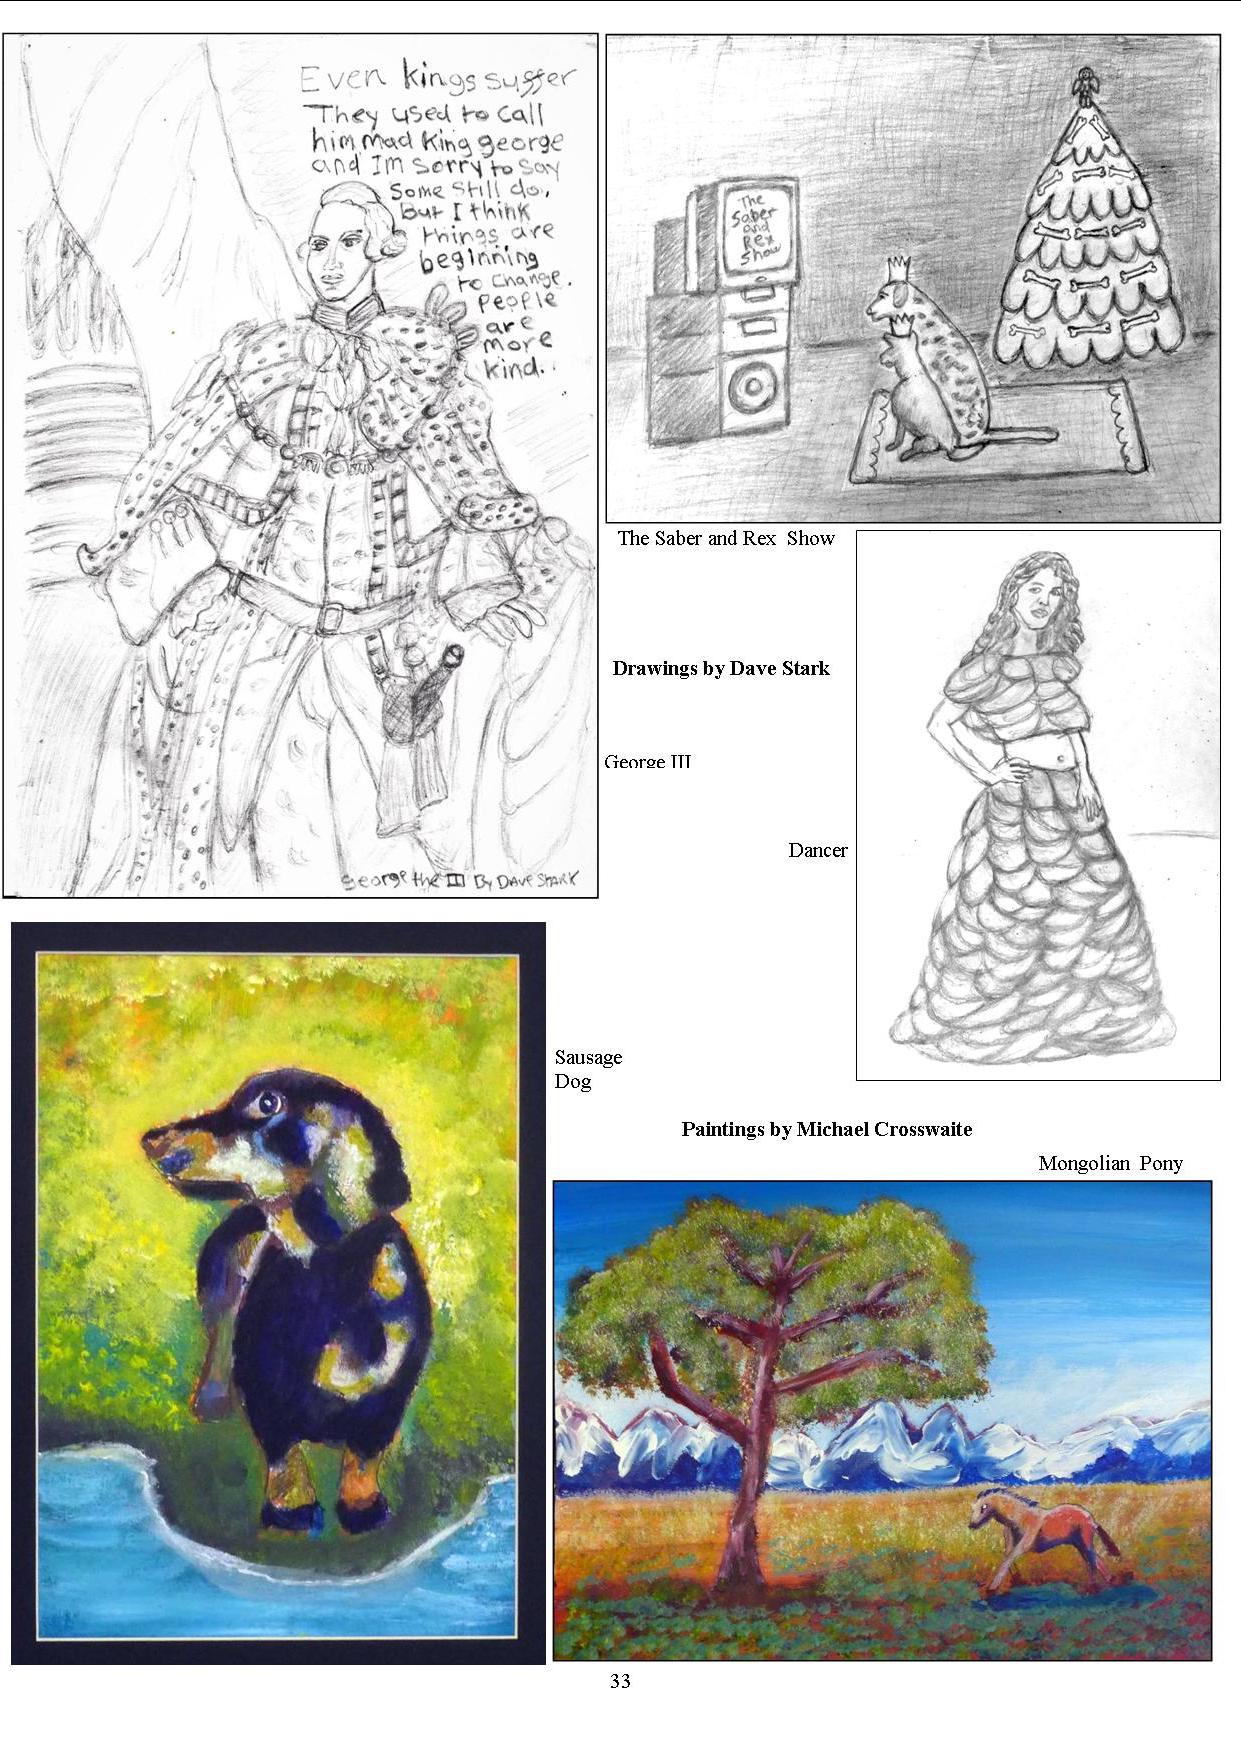 Even kings suffer
They used to call
him mad King george
and Im sorry to say
Some still do,
But I think
things are
beginning
to change.
People
are
more
kind.
george the III By DAVE STARK
The
Saber
and
REX
Show
The Saber and Rex Show
Drawings by Dave Stark
George III
Dancer
Sausage
Dog
Paintings by Michael Crosswaite
Mongolian Pony
33